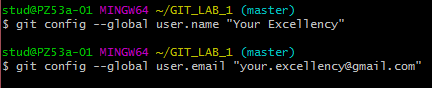 stud@PZ53a-01 MINGW64 ~/GIT_LAB_1 (master)
$ git config --global user.name "Your Excellency"
stud@PZ53a-01 MINGW64 ~/GIT_LAB_1 (master)
$ git config --global user.email "your.excellency@gmail.com"